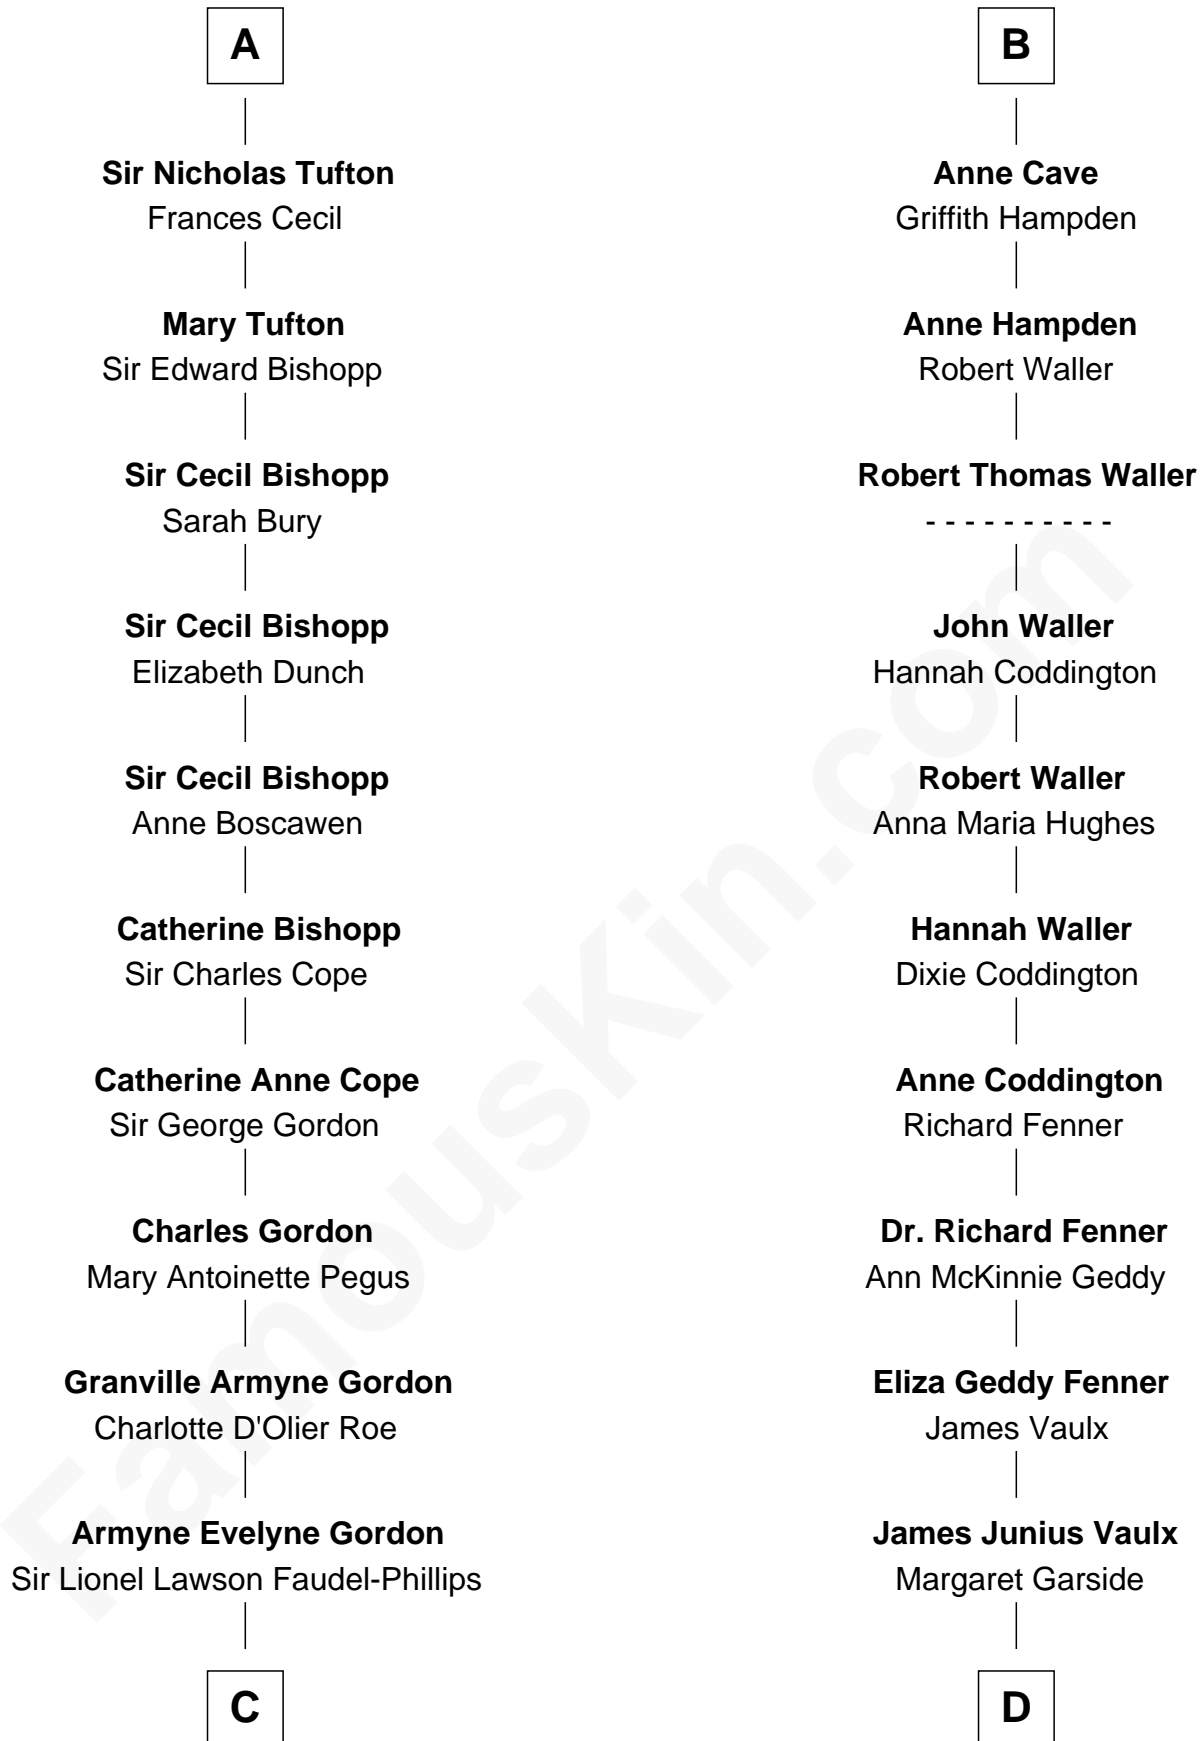 A
Sir Nicholas Tufton
Frances Cecil
Mary Tufton
Sir Edward Bishopp
Sir Cecil Bishopp
Sarah Bury
Sir Cecil Bishopp
Elizabeth Dunch
Sir Cecil Bishopp
Anne Boscawen
Catherine Bishopp
Sir Charles Cope
Catherine Anne Cope
Sir George Gordon
Charles Gordon
Mary Antoinette Pegus
Granville Armyne Gordon
Charlotte D'Olier Roe
Armyne Evelyne Gordon
Sir Lionel Lawson Faudel-Phillips
C
B
Anne Cave
Griffith Hampden
Anne Hampden
Robert Waller
Robert Thomas Waller
- - - - - - - - - -
John Waller
Hannah Coddington
Robert Waller
Anna Maria Hughes
Hannah Waller
Dixie Coddington
Anne Coddington
Richard Fenner
Dr. Richard Fenner
Ann McKinnie Geddy
Eliza Geddy Fenner
James Vaulx
James Junius Vaulx
Margaret Garside
D
FamousKin.com